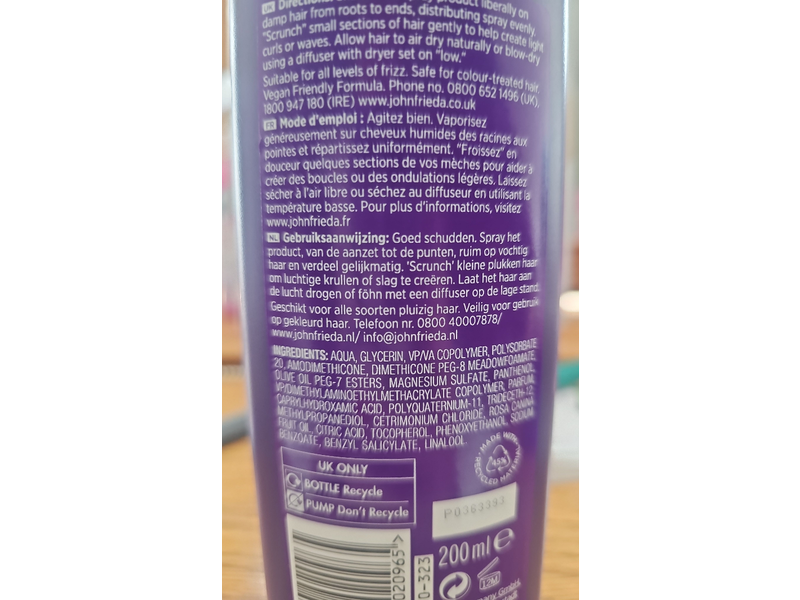 UK Directions: product liberally on
damp hair from roots to ends, distributing spray evenly.
"Scrunch" small sections of hair gently to help create light
curls or waves. Allow hair to air dry naturally or blow-dry
using a diffuser with dryer set on "low."
Suitable for all levels of frizz. Safe for colour-treated hair.
Vegan Friendly Formula. Phone no. 0800 652 1496 (UK),
1800 947 180 (IRE) www.johnfrieda.co.uk
FR Mode d'emploi : Agitez bien. Vaporisez
généreusement sur cheveux humides des racines aux
pointes et répartissez uniformément. "Froissez" en
douceur quelques sections de vos mèches pour aider à
créer des boucles ou des ondulations légères. Laissez
sécher à l'air libre ou séchez au diffuseur en utilisant la
température basse. Pour plus d'informations, visitez
www.johnfrieda.fr
NL Gebruiksaanwijzing: Goed schudden. Spray het
product, van de aanzet tot de punten, ruim op vochtig
haar en verdeel gelijkmatig. 'Scrunch' kleine plukken haar
om luchtige krullen of slag te creëren. Laat het haar aan
de lucht drogen of föhn met een diffuser op de lage stand.
Geschikt voor alle soorten pluizig haar. Veilig voor gebruik
op gekleurd haar. Telefoon nr. 0800 40007878/
www.johnfrieda.nl/ info@johnfrieda.nl
INGREDIENTS: AQUA, GLYCERIN, VP/VA COPOLYMER, POLYSORBATE
20, AMODIMETHICONE, DIMETHICONE PEG-8 MEADOWFOAMATE,
OLIVE OIL PEG-7 ESTERS, MAGNESIUM SULFATE, PANTHENOL,
VP/DIMETHYLAMINOETHYLMETHACRYLATE COPOLYMER, PARFUM,
CAPRYLHYDROXAMIC ACID, POLYQUATERNIUM-11, TRIDECETH-12,
METHYLPROPANEDIOL, CETRIMONIUM CHLORIDE, ROSA CANINA
FRUIT OIL, CITRIC ACID, TOCOPHEROL, PHENOXYETHANOL, SODIUM
BENZOATE, BENZYL SALICYLATE, LINALOOL.
MADE WITH
45%
RECYCLED MATERIAL
UK ONLY
BOTTLE Recycle
PUMP Don't Recycle
P0363393
200 ml e
020965
0-323
12M
GmbH,